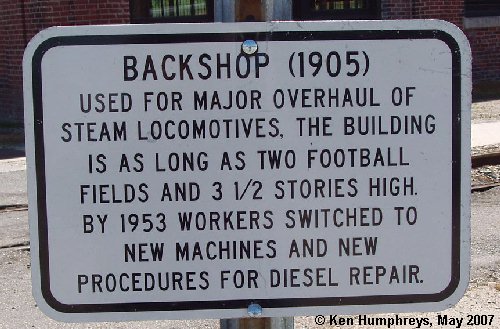 BACKSHOP (1905)
USED FOR MAJOR OVERHAUL OF
STEAM LOCOMOTIVES, THE BUILDING
IS AS LONG AS TWO FOOTBALL
FIELDS AND 3 1/2 STORIES HIGH.
BY 1953 WORKERS SWITCHED TO
NEW MACHINES AND NEW
PROCEDURES FOR DIESEL REPAIR.
© Ken Humphreys, May 2007